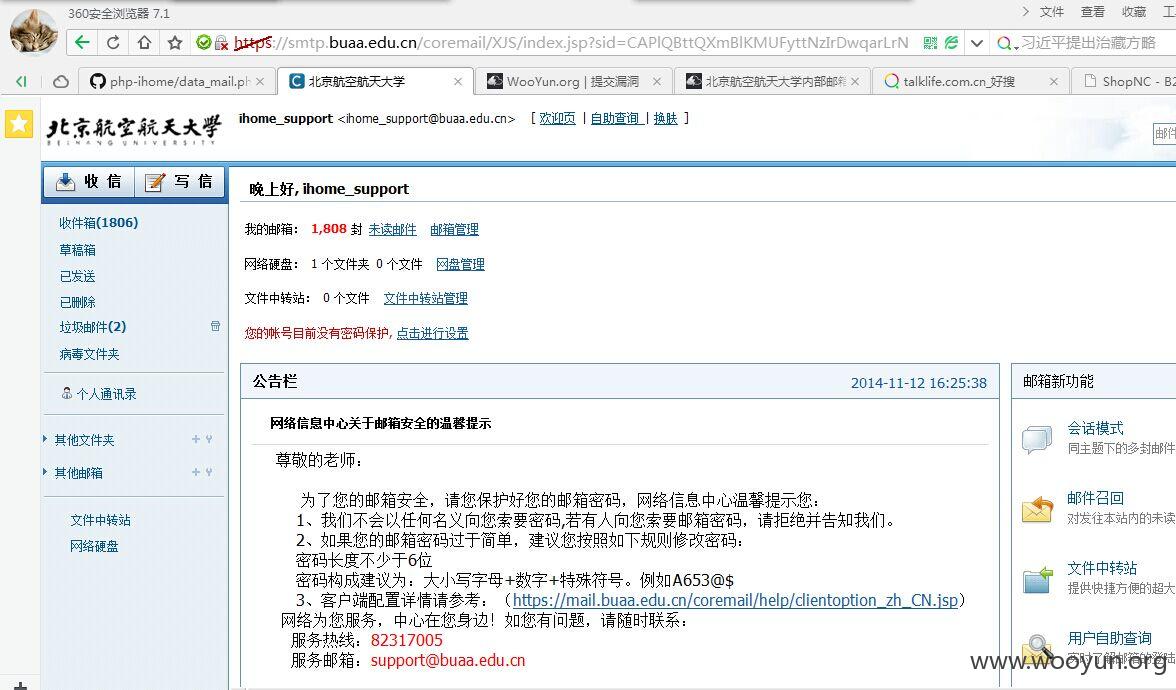 360安全浏览器 7.1
文件 查看 收藏 工
https://smtp.buaa.edu.cn/coremail/XJS/index.jsp?sid=CAPlQBttQXmBlKMUFyttNzIrDwqarLrN
习近平提出治藏方略
php-ihome/data_mail.ph
北京航空航天大学
WooYun.org | 提交漏洞
北京航空航天大学内部邮箱
talklife.com.cn_好搜
ShopNC - B2
北京航空航天大学
BEIHANG UNIVERSITY
ihome_support <ihome_support@buaa.edu.cn> [ 欢迎页 | 自助查询 | 换肤 ]
邮件
收 信 写 信
晚上好, ihome_support
收件箱(1806)
草稿箱
已发送
已删除
垃圾邮件(2)
病毒文件夹
个人通讯录
其他文件夹
其他邮箱
文件中转站
网络硬盘
我的邮箱： 1,808 封 未读邮件 邮箱管理
网络硬盘： 1 个文件夹 0 个文件 网盘管理
文件中转站： 0 个文件 文件中转站管理
您的帐号目前没有密码保护, 点击进行设置
公告栏 2014-11-12 16:25:38
网络信息中心关于邮箱安全的温馨提示
尊敬的老师：
为了您的邮箱安全，请您保护好您的邮箱密码，网络信息中心温馨提示您：
1、我们不会以任何名义向您索要密码,若有人向您索要邮箱密码，请拒绝并告知我们。
2、如果您的邮箱密码过于简单，建议您按照如下规则修改密码：
密码长度不少于6位
密码构成建议为：大小写字母+数字+特殊符号。例如A653@$
3、客户端配置详情请参考：（https://mail.buaa.edu.cn/coremail/help/clientoption_zh_CN.jsp）
网络为您服务，中心在您身边！如您有问题，请随时联系：
服务热线：82317005
服务邮箱：support@buaa.edu.cn
邮箱新功能
会话模式
同主题下的多封邮件
邮件召回
对发往本站内的未读
文件中转站
提供快捷方便的超大
用户自助查询
实时了解邮箱的登陆
www.wooyun.org